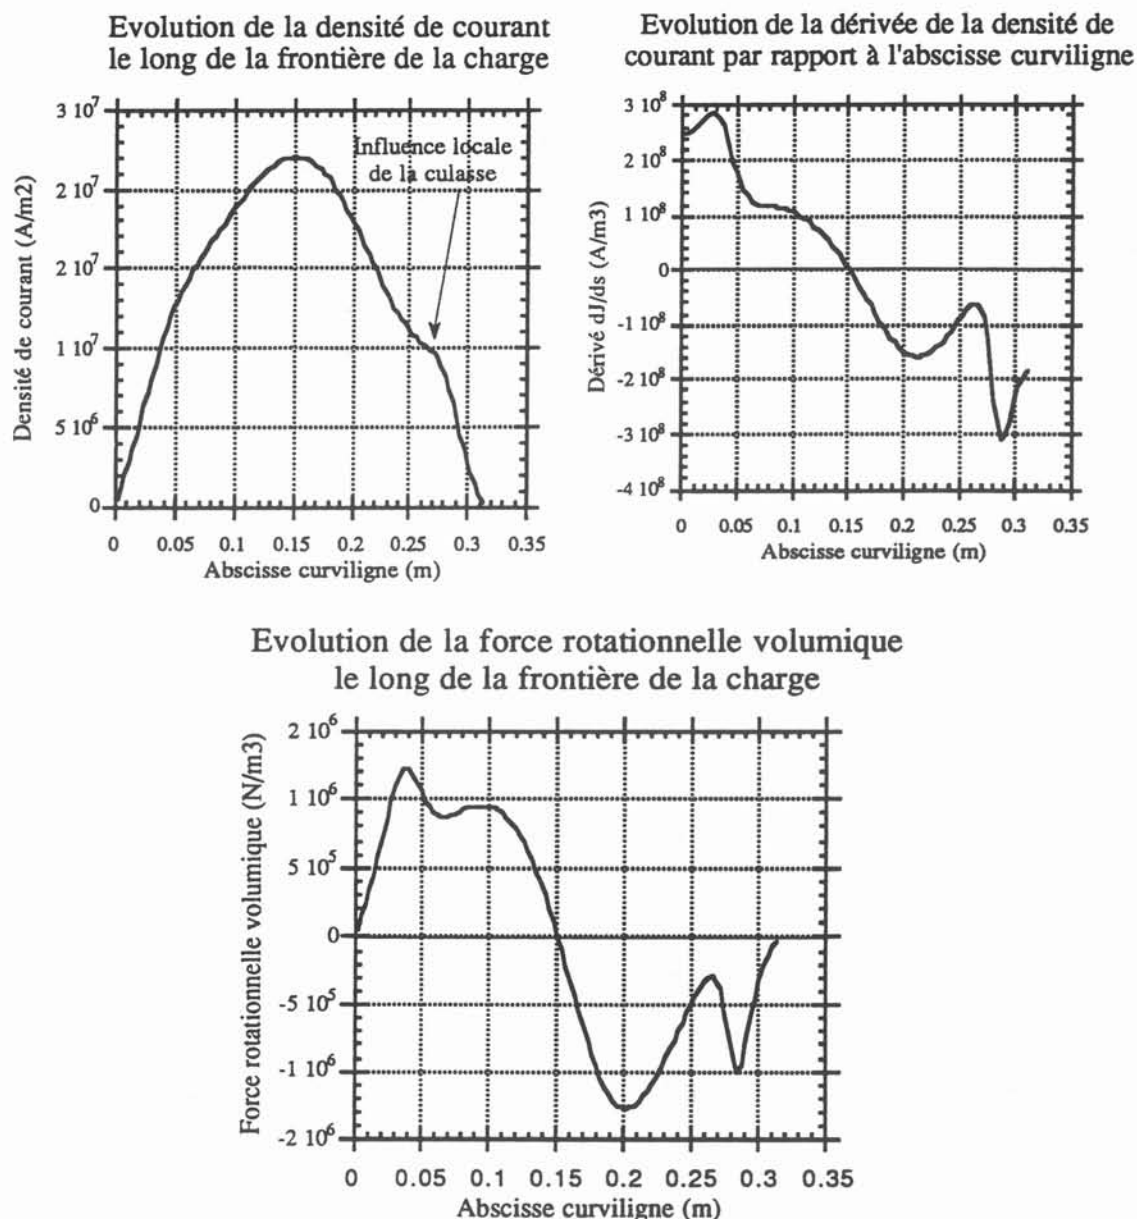 Evolution de la densité de courant
le long de la frontière de la charge
Densité de courant (A/m2)
3 10⁷
2 10⁷
2 10⁷
1 10⁷
5 10⁶
0
Influence locale
de la culasse
0 0.05 0.1 0.15 0.2 0.25 0.3 0.35
Abscisse curviligne (m)
Evolution de la dérivée de la densité de
courant par rapport à l'abscisse curviligne
Dérivé dJ/ds (A/m3)
3 10⁸
2 10⁸
1 10⁸
0
-1 10⁸
-2 10⁸
-3 10⁸
-4 10⁸
0 0.05 0.1 0.15 0.2 0.25 0.3 0.35
Abscisse curviligne (m)
Evolution de la force rotationnelle volumique
le long de la frontière de la charge
Force rotationnelle volumique (N/m3)
2 10⁶
1 10⁶
5 10⁵
0
-5 10⁵
-1 10⁶
-2 10⁶
0 0.05 0.1 0.15 0.2 0.25 0.3 0.35
Abscisse curviligne (m)